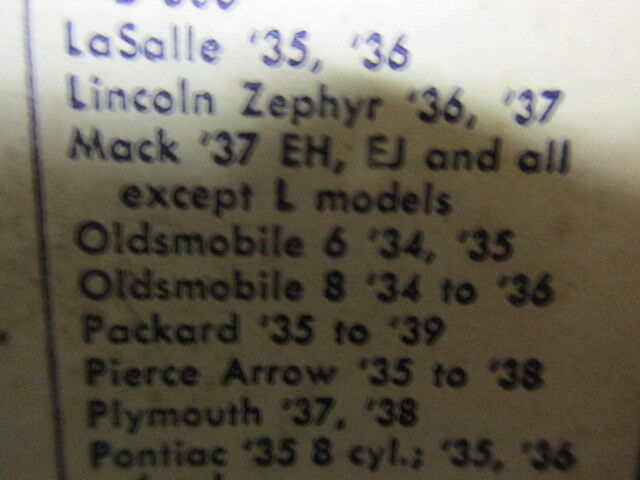 LaSalle '35, '36
Lincoln Zephyr '36, '37
Mack '37 EH, EJ and all
except L models
Oldsmobile 6 '34, '35
Oldsmobile 8 '34 to '36
Packard '35 to '39
Pierce Arrow '35 to '38
Plymouth '37, '38
Pontiac '35 8 cyl.; '35, '36